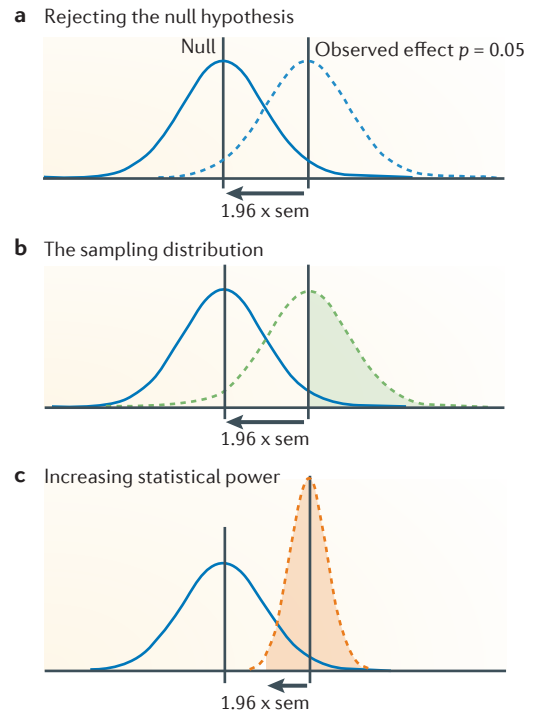 a Rejecting the null hypothesis
Null
Observed effect p = 0.05
1.96 x sem
b The sampling distribution
1.96 x sem
c Increasing statistical power
1.96 x sem